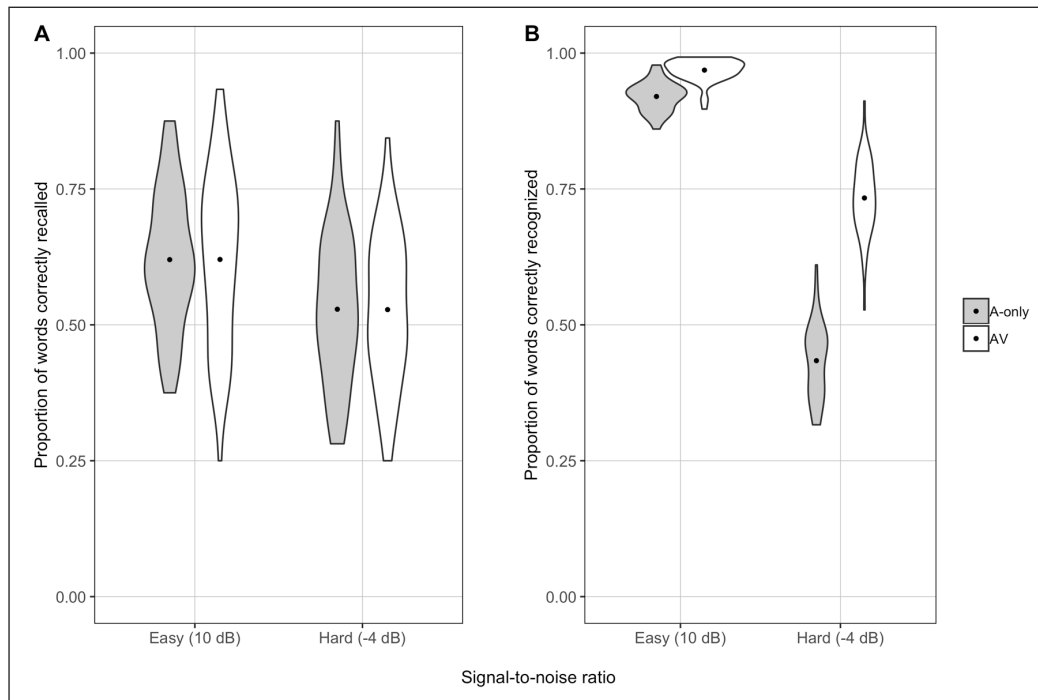 A
Proportion of words correctly recalled
1.00
0.75
0.50
0.25
0.00
Easy (10 dB)
Hard (-4 dB)
B
Proportion of words correctly recognized
1.00
0.75
0.50
0.25
0.00
Easy (10 dB)
Hard (-4 dB)
A-only
AV
Signal-to-noise ratio